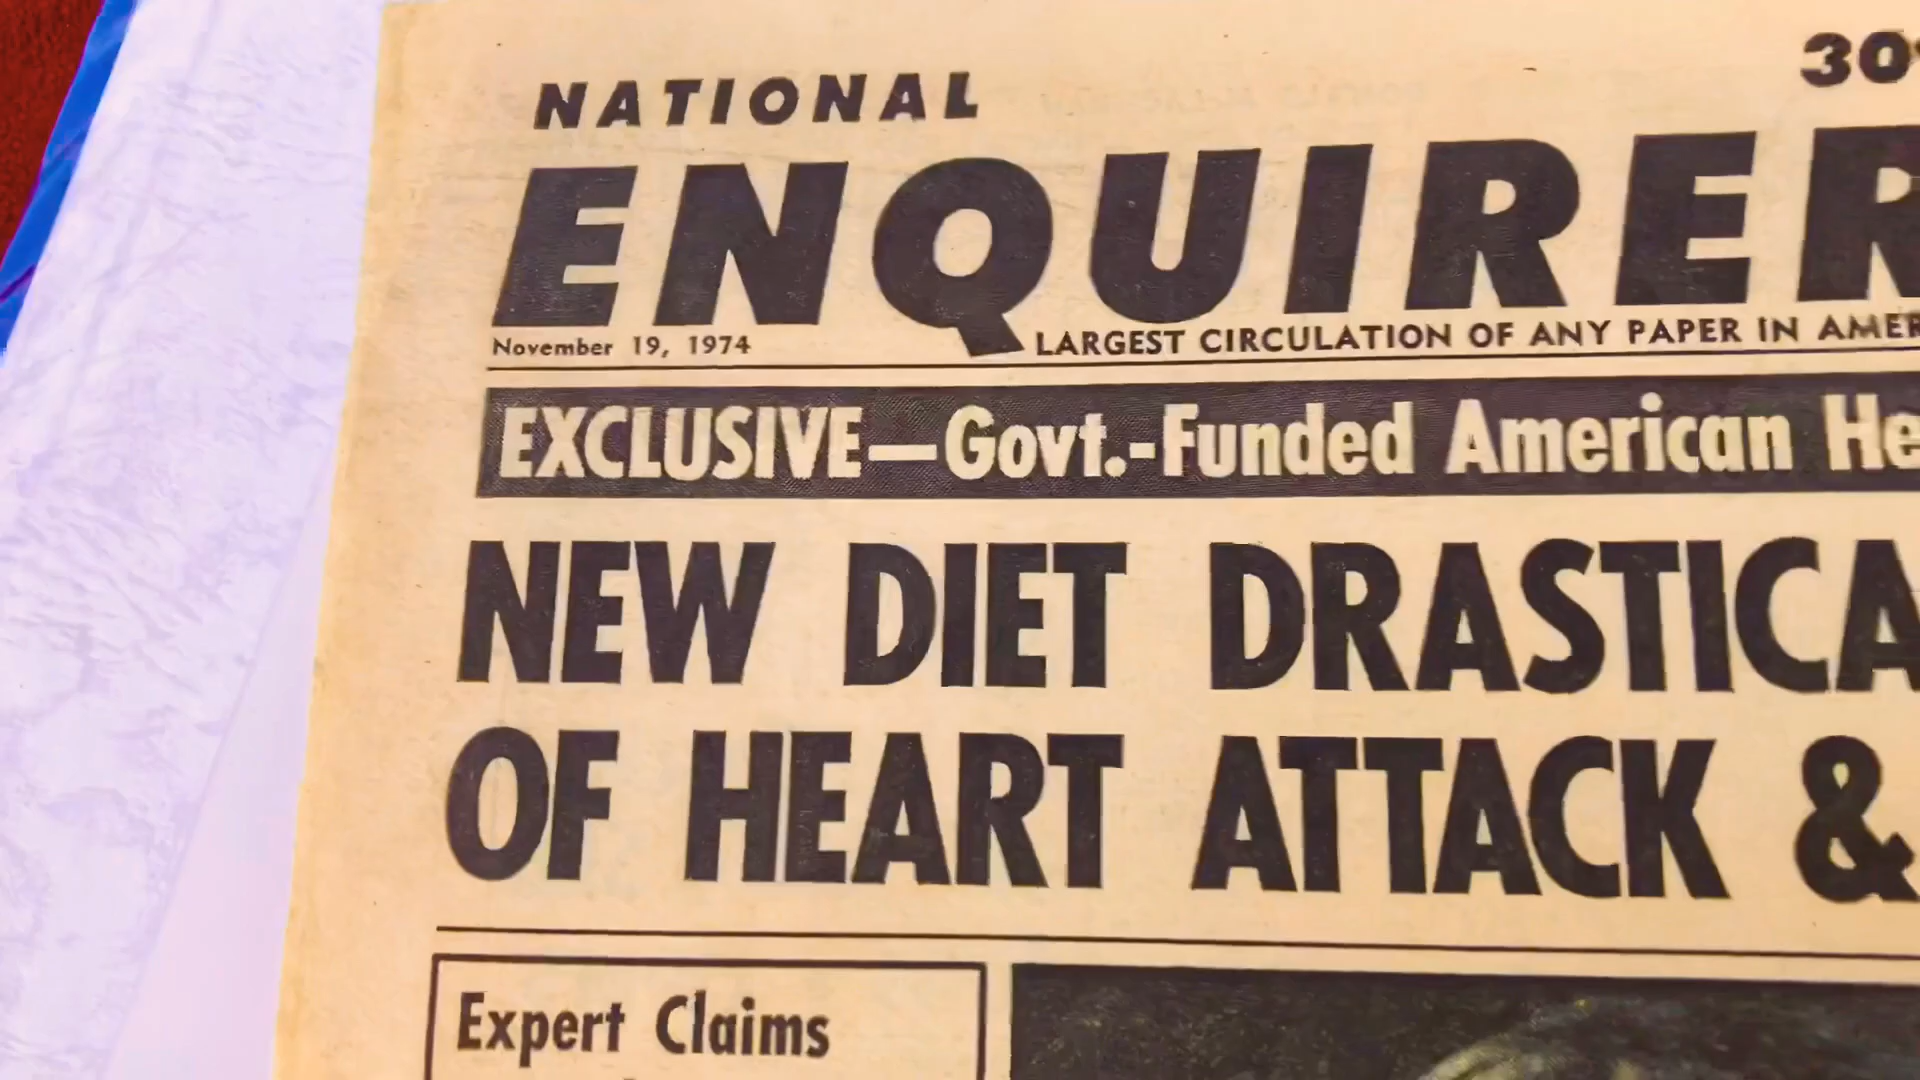 30¢
NATIONAL
ENQUIRER
November 19, 1974 LARGEST CIRCULATION OF ANY PAPER IN AMER
EXCLUSIVE—Govt.-Funded American He
NEW DIET DRASTICA
OF HEART ATTACK &
Expert Claims